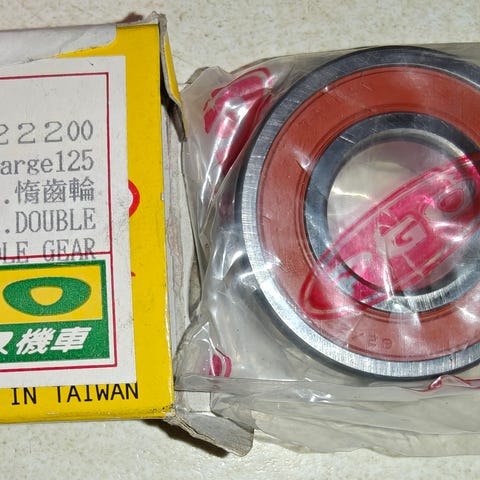 22200
arge125
.惰齒輪
.DOUBLE
LE GEAR
機車
IN TAIWAN